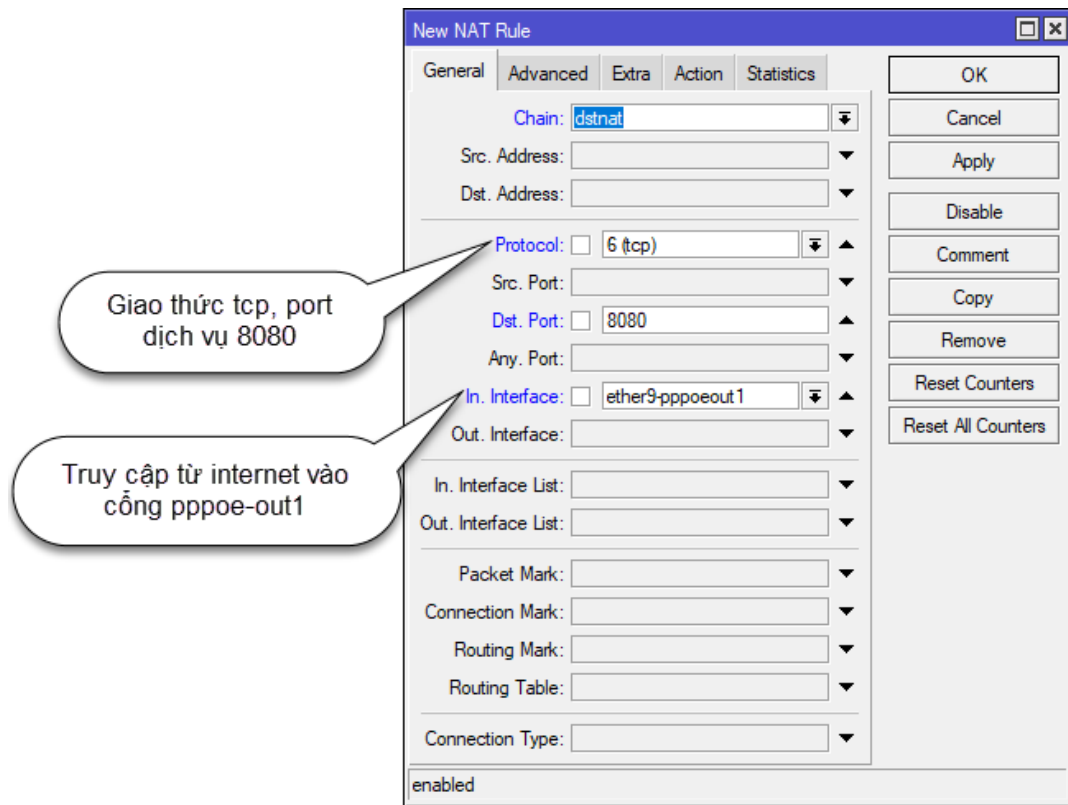 New NAT Rule
General Advanced Extra Action Statistics
Chain: dstnat
Src. Address:
Dst. Address:
Protocol: 6 (tcp)
Src. Port:
Dst. Port: 8080
Any. Port:
In. Interface: ether9-pppoeout1
Out. Interface:
In. Interface List:
Out. Interface List:
Packet Mark:
Connection Mark:
Routing Mark:
Routing Table:
Connection Type:
enabled
OK
Cancel
Apply
Disable
Comment
Copy
Remove
Reset Counters
Reset All Counters
Giao thức tcp, port
dịch vụ 8080
Truy cập từ internet vào
cổng pppoe-out1